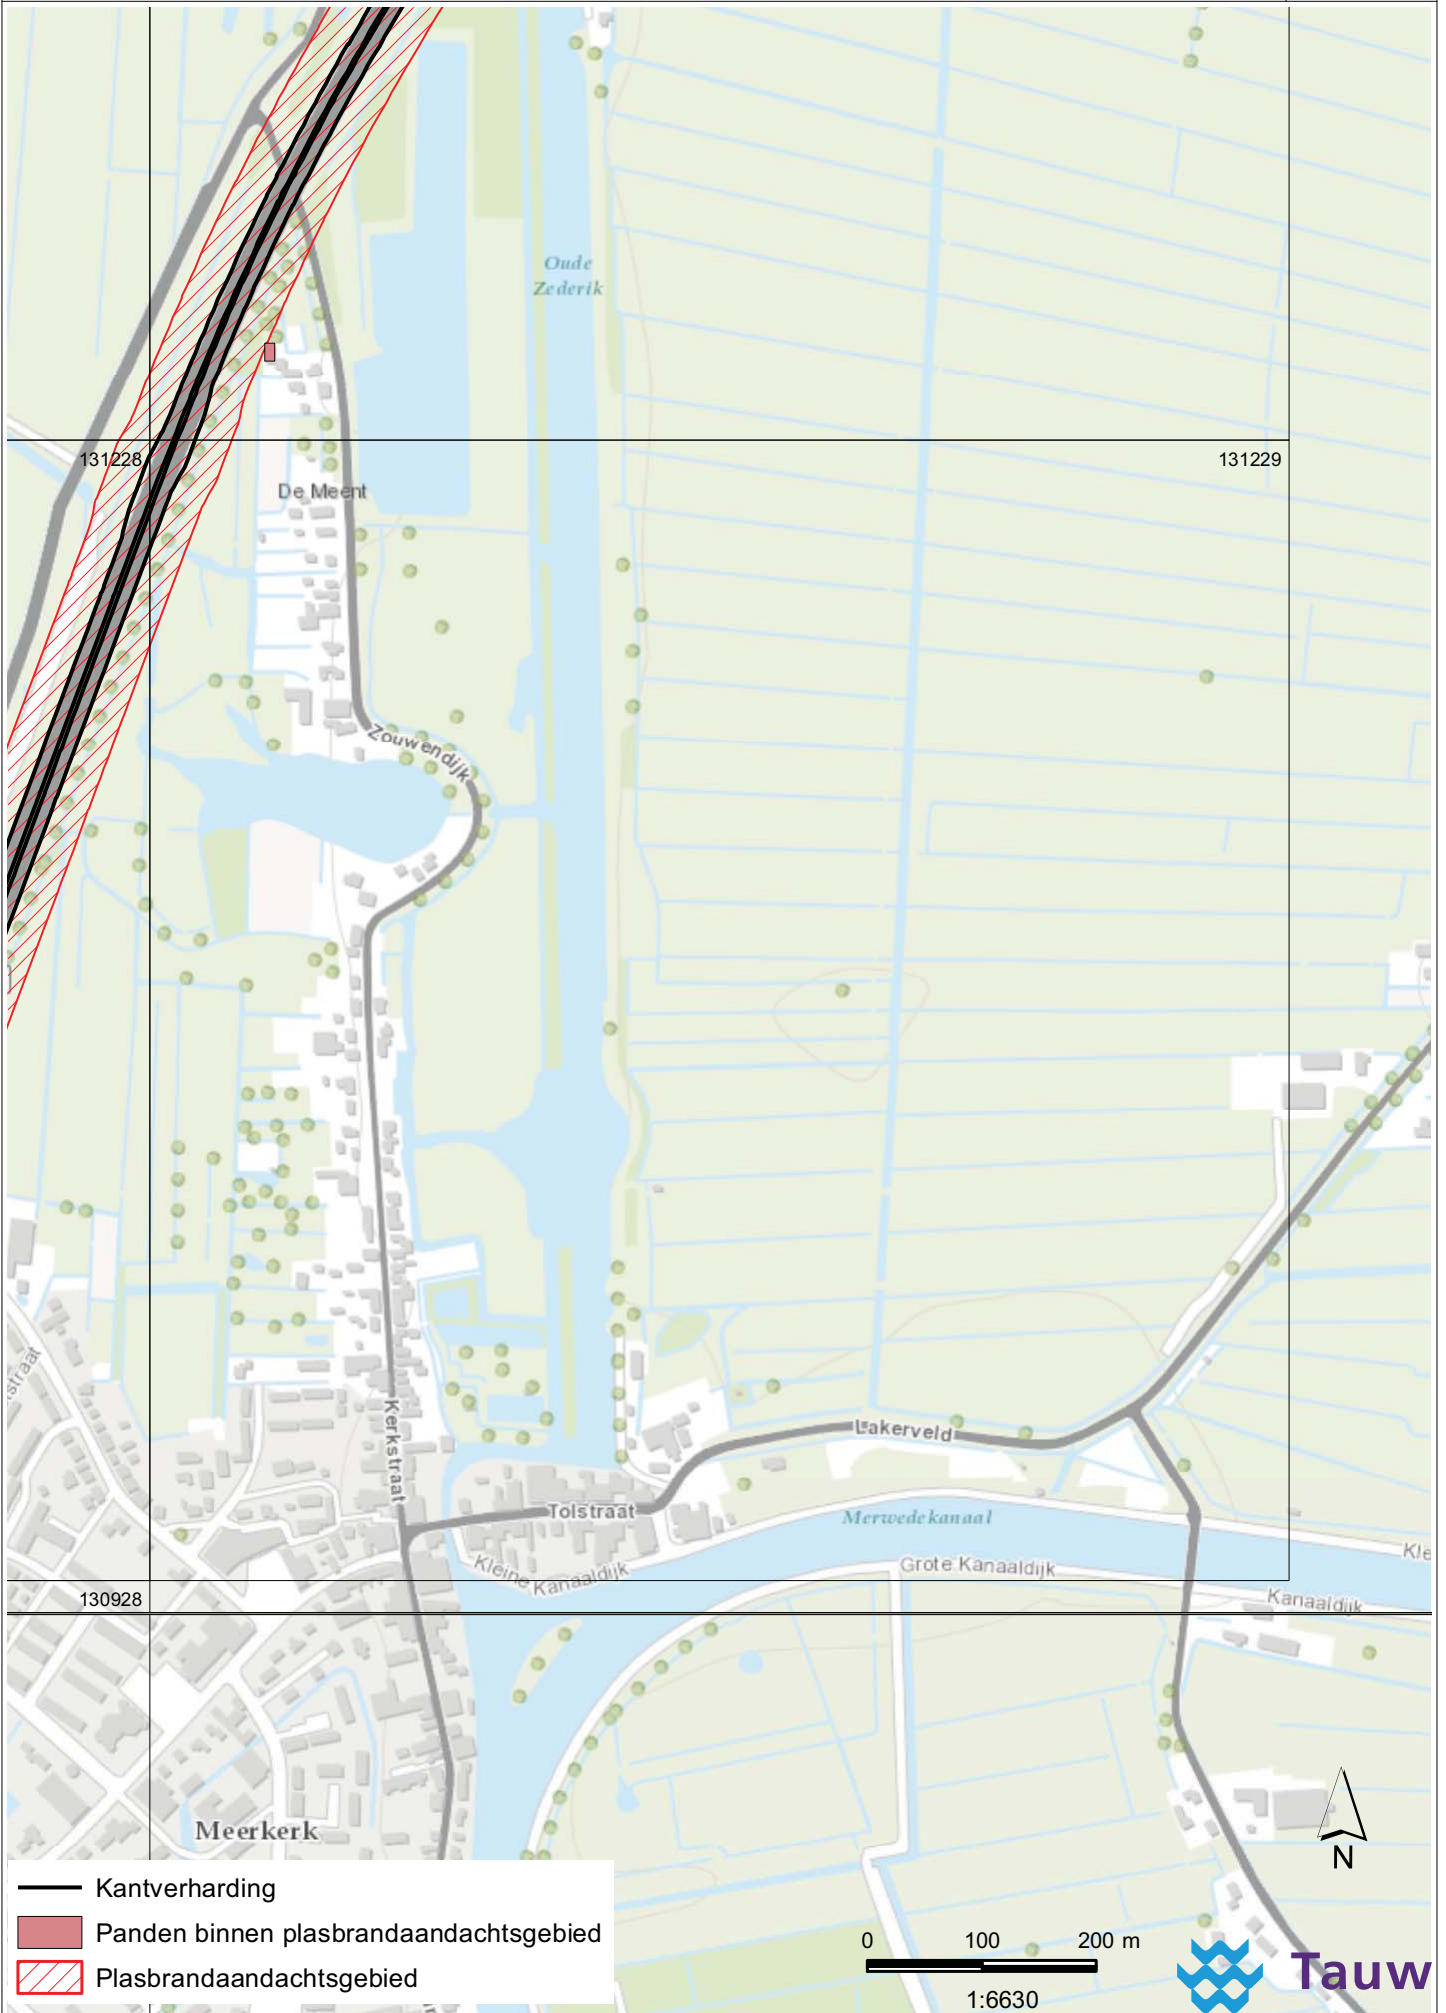 Oude
Zederik
131228
131229
De Meent
Zouwendijk
straat
Kerkstraat
Lakerveld
Tolstraat
Merwedekanaal
Kleine Kanaaldijk
Grote Kanaaldijk
Kle
Kanaaldijk
130928
Meerkerk
N
Kantverharding
Panden binnen plasbrandaandachtsgebied
Plasbrandaandachtsgebied
0 100 200 m
1:6630
Tauw